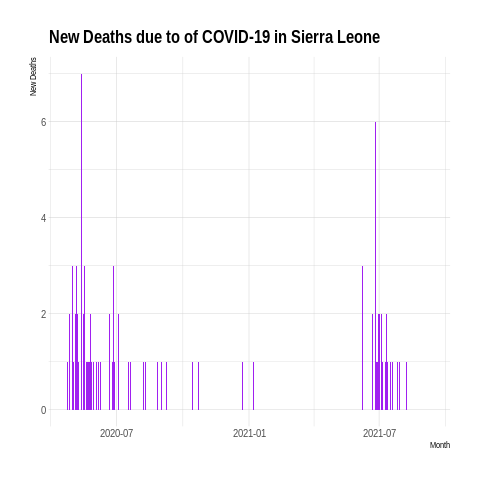 New Deaths due to of COVID-19 in Sierra Leone
New Deaths
6
4
2
0
2020-07
2021-01
2021-07
Month